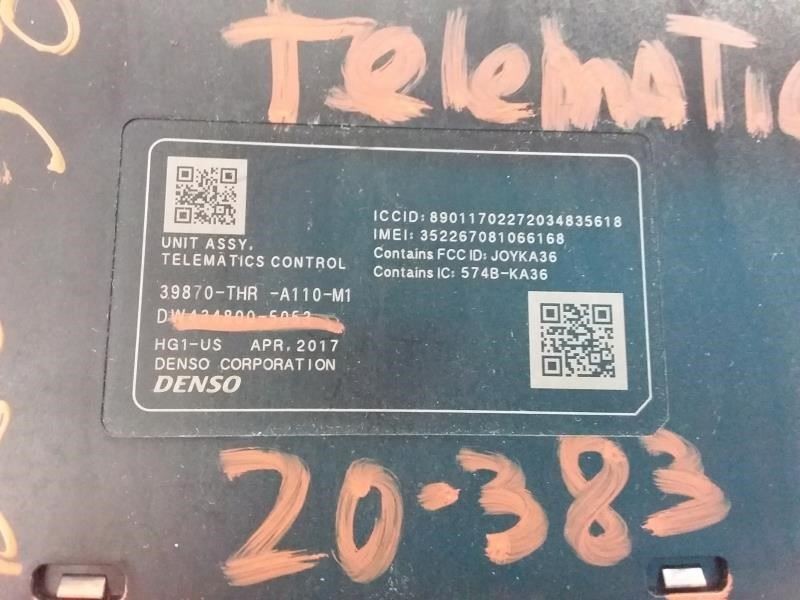 Telematic
UNIT ASSY,
TELEMATICS CONTROL
39870-THR -A110-M1
HG1-US APR, 2017
DENSO CORPORATION
DENSO
ICCID: 89011702272034835618
IMEI: 352267081066168
Contains FCC ID: JOYKA36
Contains IC: 574B-KA36
20-383